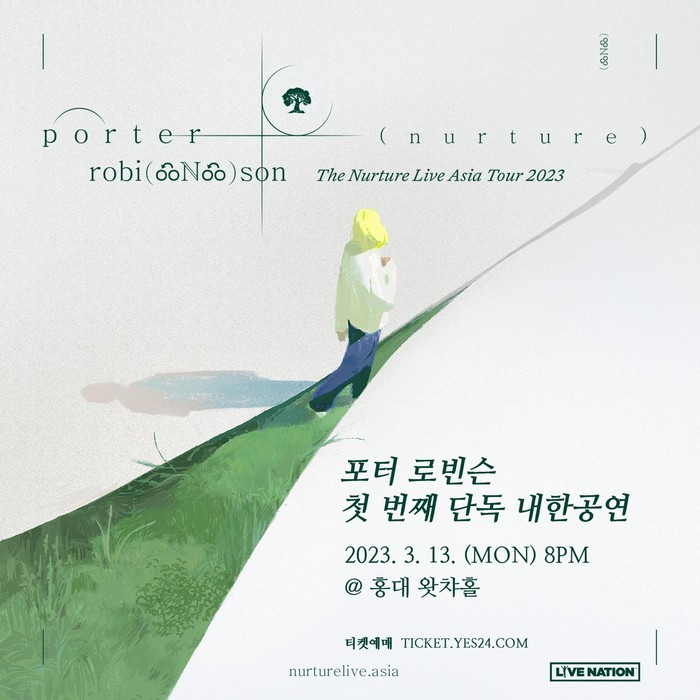 (ôôNôô)
porter (nurture)
robi(ôôNôô)son The Nurture Live Asia Tour 2023
포터 로빈슨
첫 번째 단독 내한공연
2023. 3. 13. (MON) 8PM
@ 홍대 왓챠홀
티켓예매 TICKET.YES24.COM
nurturelive.asia
LIVE NATION